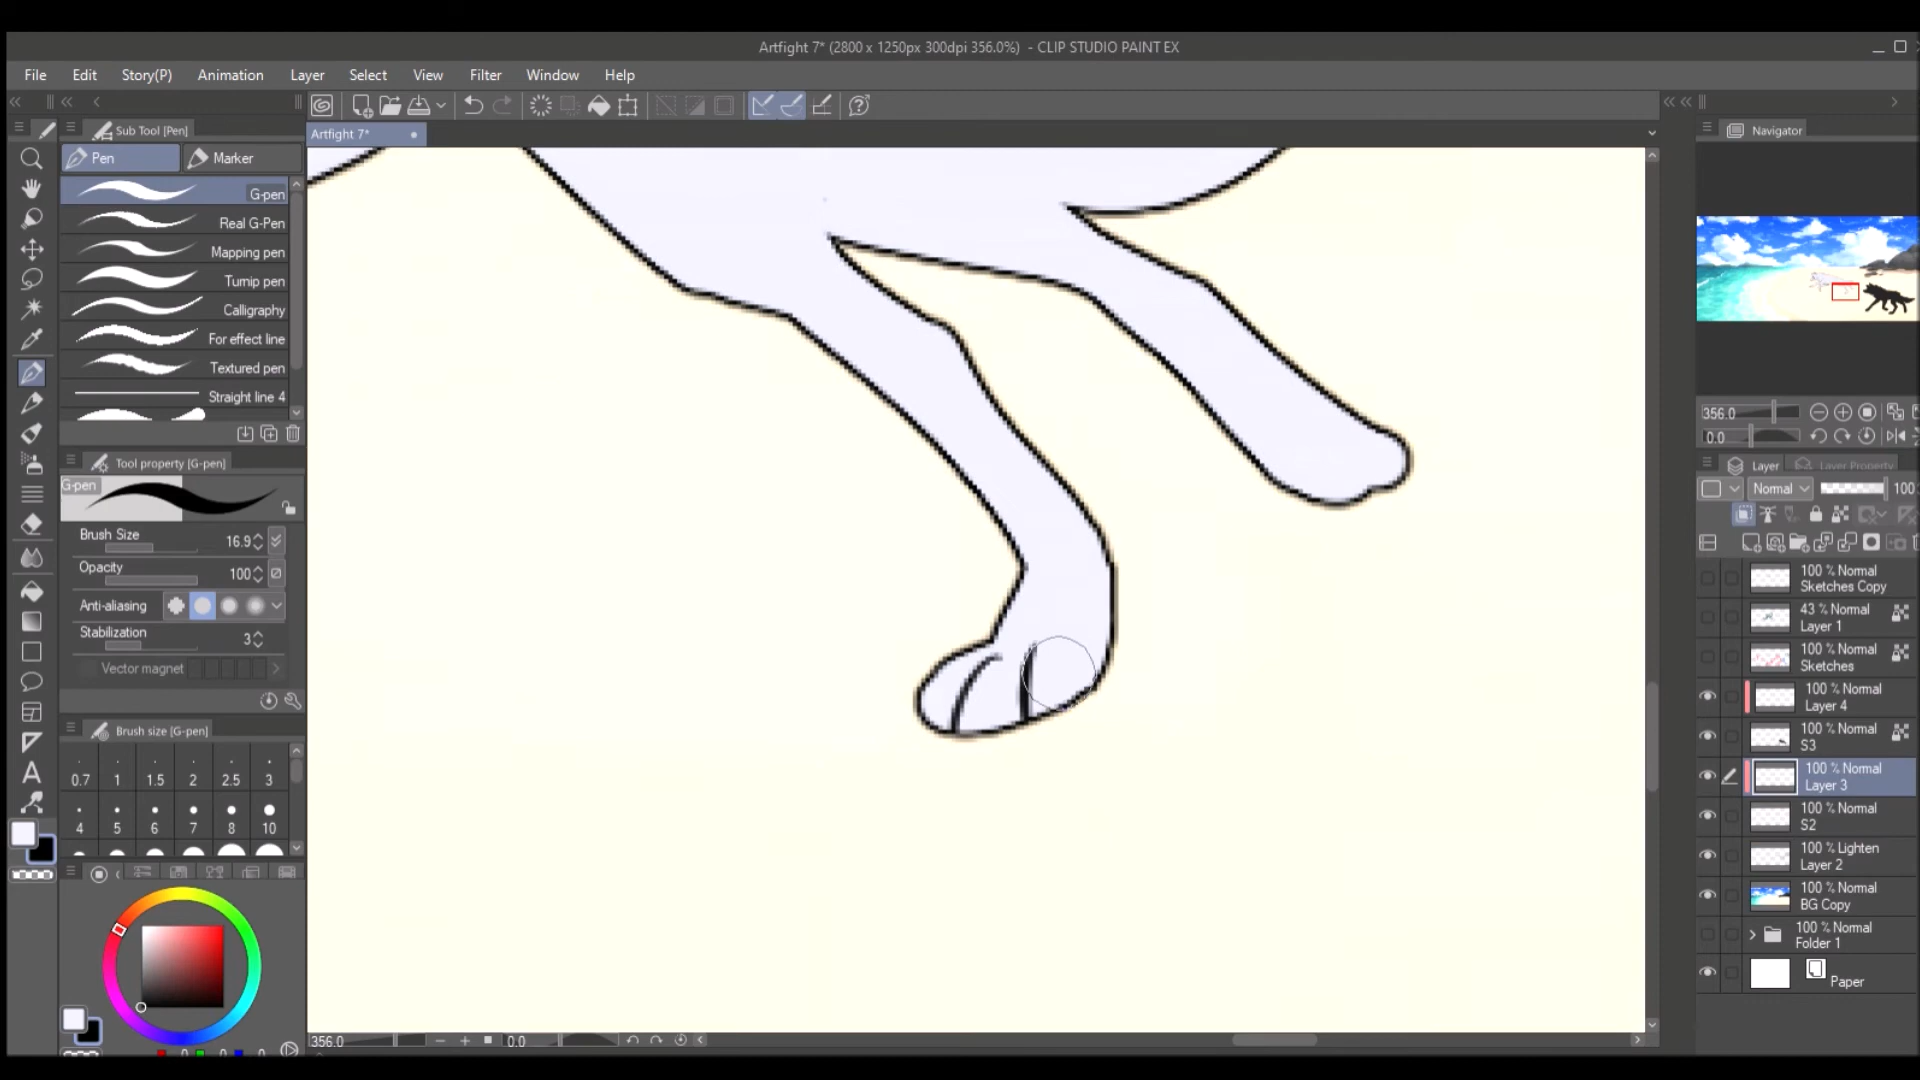 Artfight 7* (2800 x 1250px 300dpi 356.0%) - CLIP STUDIO PAINT EX
File Edit Story(P) Animation Layer Select View Filter Window Help
Sub Tool [Pen]
Artfight 7*
Navigator
Pen Marker
G-pen
Real G-Pen
Mapping pen
Turnip pen
Calligraphy
For effect line
Textured pen
Straight line 4
Tool property [G-pen]
G-pen
Brush Size 16.9
Opacity 100
Anti-aliasing
Stabilization 3
Vector magnet
Brush size [G-pen]
0.7 1 1.5 2 2.5 3
4 5 6 7 8 10
356.0 0.0
356.0
0.0
Layer Layer Property
Normal 100
100 % Normal
Sketches Copy
43 % Normal
Layer 1
100 % Normal
Sketches
100 % Normal
Layer 4
100 % Normal
S3
100 % Normal
Layer 3
100 % Normal
S2
100 % Lighten
Layer 2
100 % Normal
BG Copy
100 % Normal
Folder 1
Paper